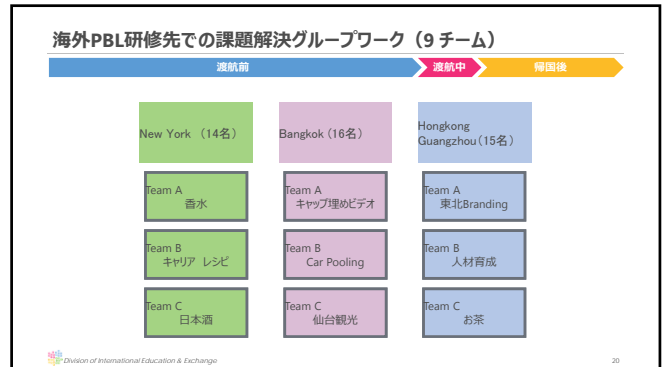 海外PBL研修先での課題解決グループワーク（9 チーム）
渡航前
渡航中
帰国後
New York （14名）
Bangkok（16名）
Hongkong
Guangzhou（15名）
Team A
香水
Team A
キャップ埋めビデオ
Team A
東北Branding
Team B
キャリア レシピ
Team B
Car Pooling
Team B
人材育成
Team C
日本酒
Team C
仙台観光
Team C
お茶
Division of International Education & Exchange
20